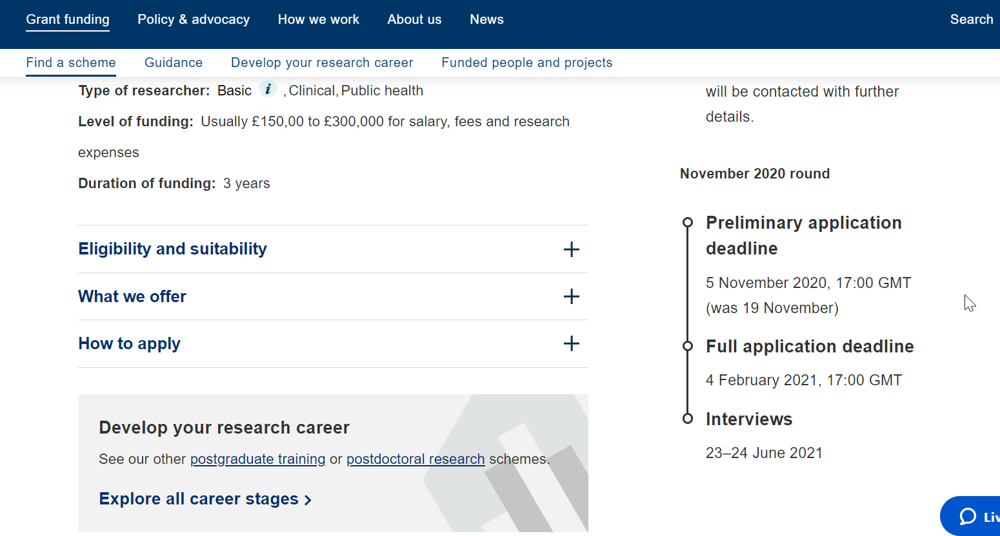 Grant funding Policy & advocacy How we work About us News Search
Find a scheme Guidance Develop your research career Funded people and projects
Type of researcher: Basic i , Clinical, Public health
Level of funding: Usually £150,00 to £300,000 for salary, fees and research
expenses
Duration of funding: 3 years
Eligibility and suitability
What we offer
How to apply
Develop your research career
See our other postgraduate training or postdoctoral research schemes.
Explore all career stages
will be contacted with further
details.
November 2020 round
Preliminary application
deadline
5 November 2020, 17:00 GMT
(was 19 November)
Full application deadline
4 February 2021, 17:00 GMT
Interviews
23–24 June 2021